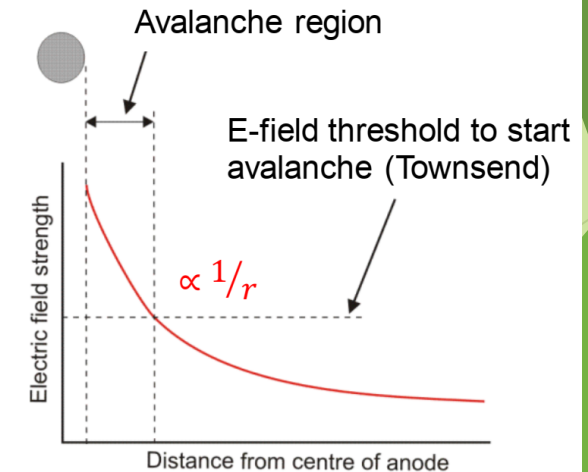 Avalanche region
E-field threshold to start
avalanche (Townsend)
∝ 1/r
Electric field strength
Distance from centre of anode